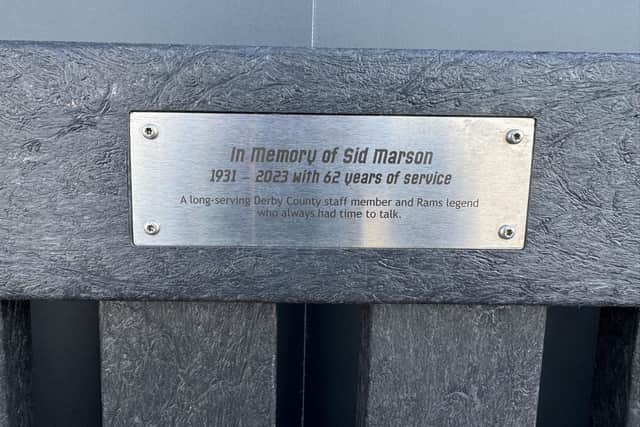 In Memory of Sid Marson
1931 – 2023 with 62 years of service
A long-serving Derby County staff member and Rams legend
who always had time to talk.